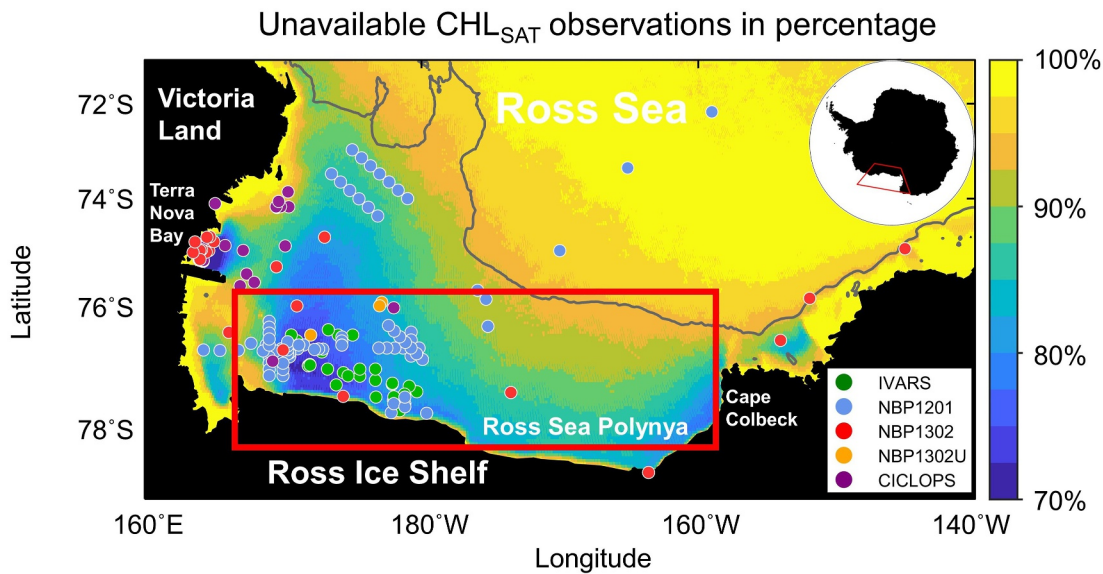 Unavailable CHL_SAT observations in percentage
Victoria
Land
Ross Sea
Terra
Nova
Bay
Cape
Colbeck
Ross Sea Polynya
Ross Ice Shelf
72°S
74°S
76°S
78°S
Latitude
160°E
180°W
160°W
140°W
Longitude
IVARS
NBP1201
NBP1302
NBP1302U
CICLOPS
100%
90%
80%
70%